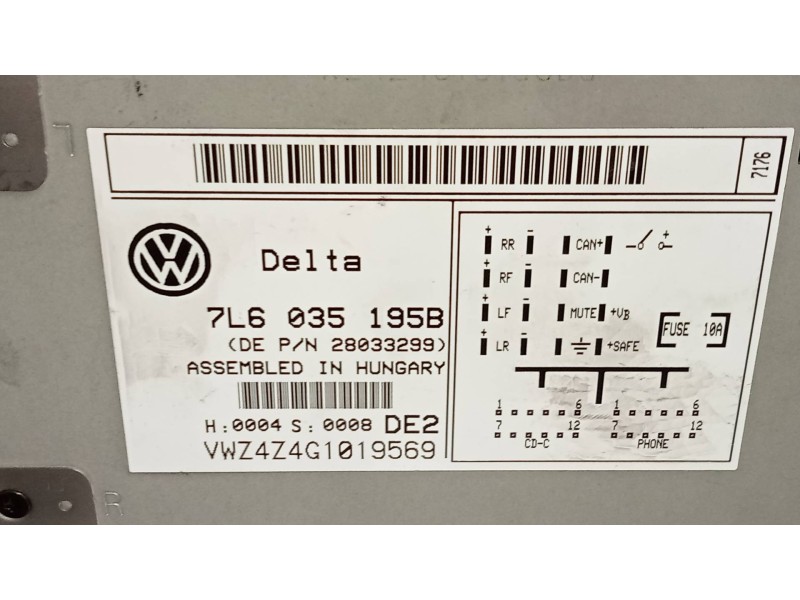 7176
Delta
7L6 035 195B
(DE P/N 28033299)
ASSEMBLED IN HUNGARY
H:0004 S:0008 DE2
VWZ4Z4G1019569
+ RR - CAN+ +
+ RF - CAN-
+ LF - MUTE +VB
+ LR - +SAFE
FUSE 10A
1 6 1 6
7 12 7 12
CD-C PHONE
L
R